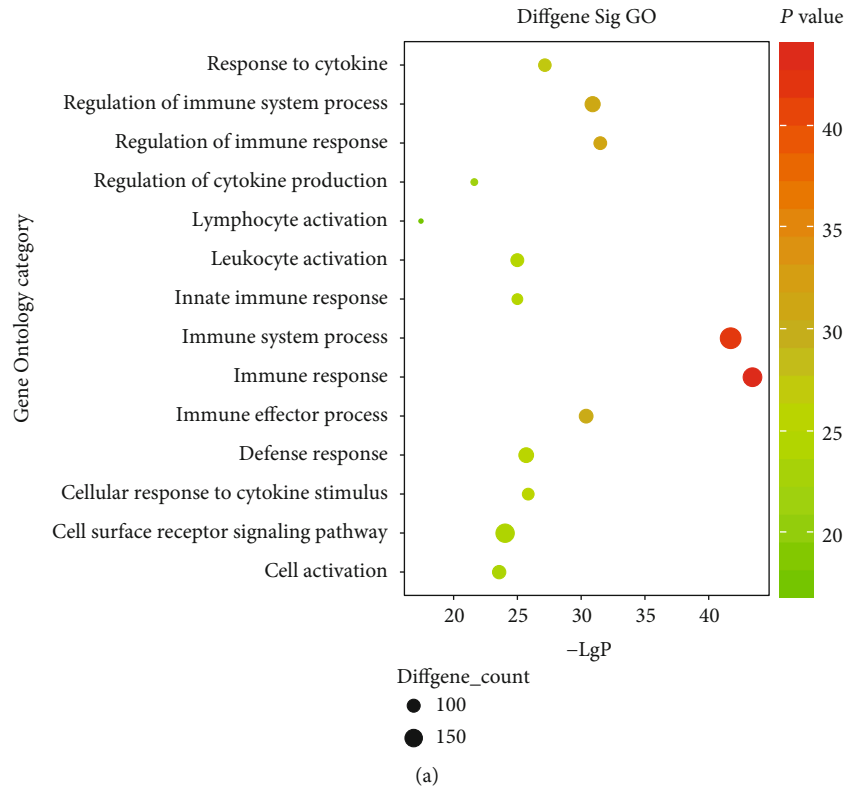 Diffgene Sig GO
P value
Gene Ontology category
Response to cytokine
Regulation of immune system process
Regulation of immune response
Regulation of cytokine production
Lymphocyte activation
Leukocyte activation
Innate immune response
Immune system process
Immune response
Immune effector process
Defense response
Cellular response to cytokine stimulus
Cell surface receptor signaling pathway
Cell activation
40
35
30
25
20
20 25 30 35 40
−LgP
Diffgene_count
100
150
(a)